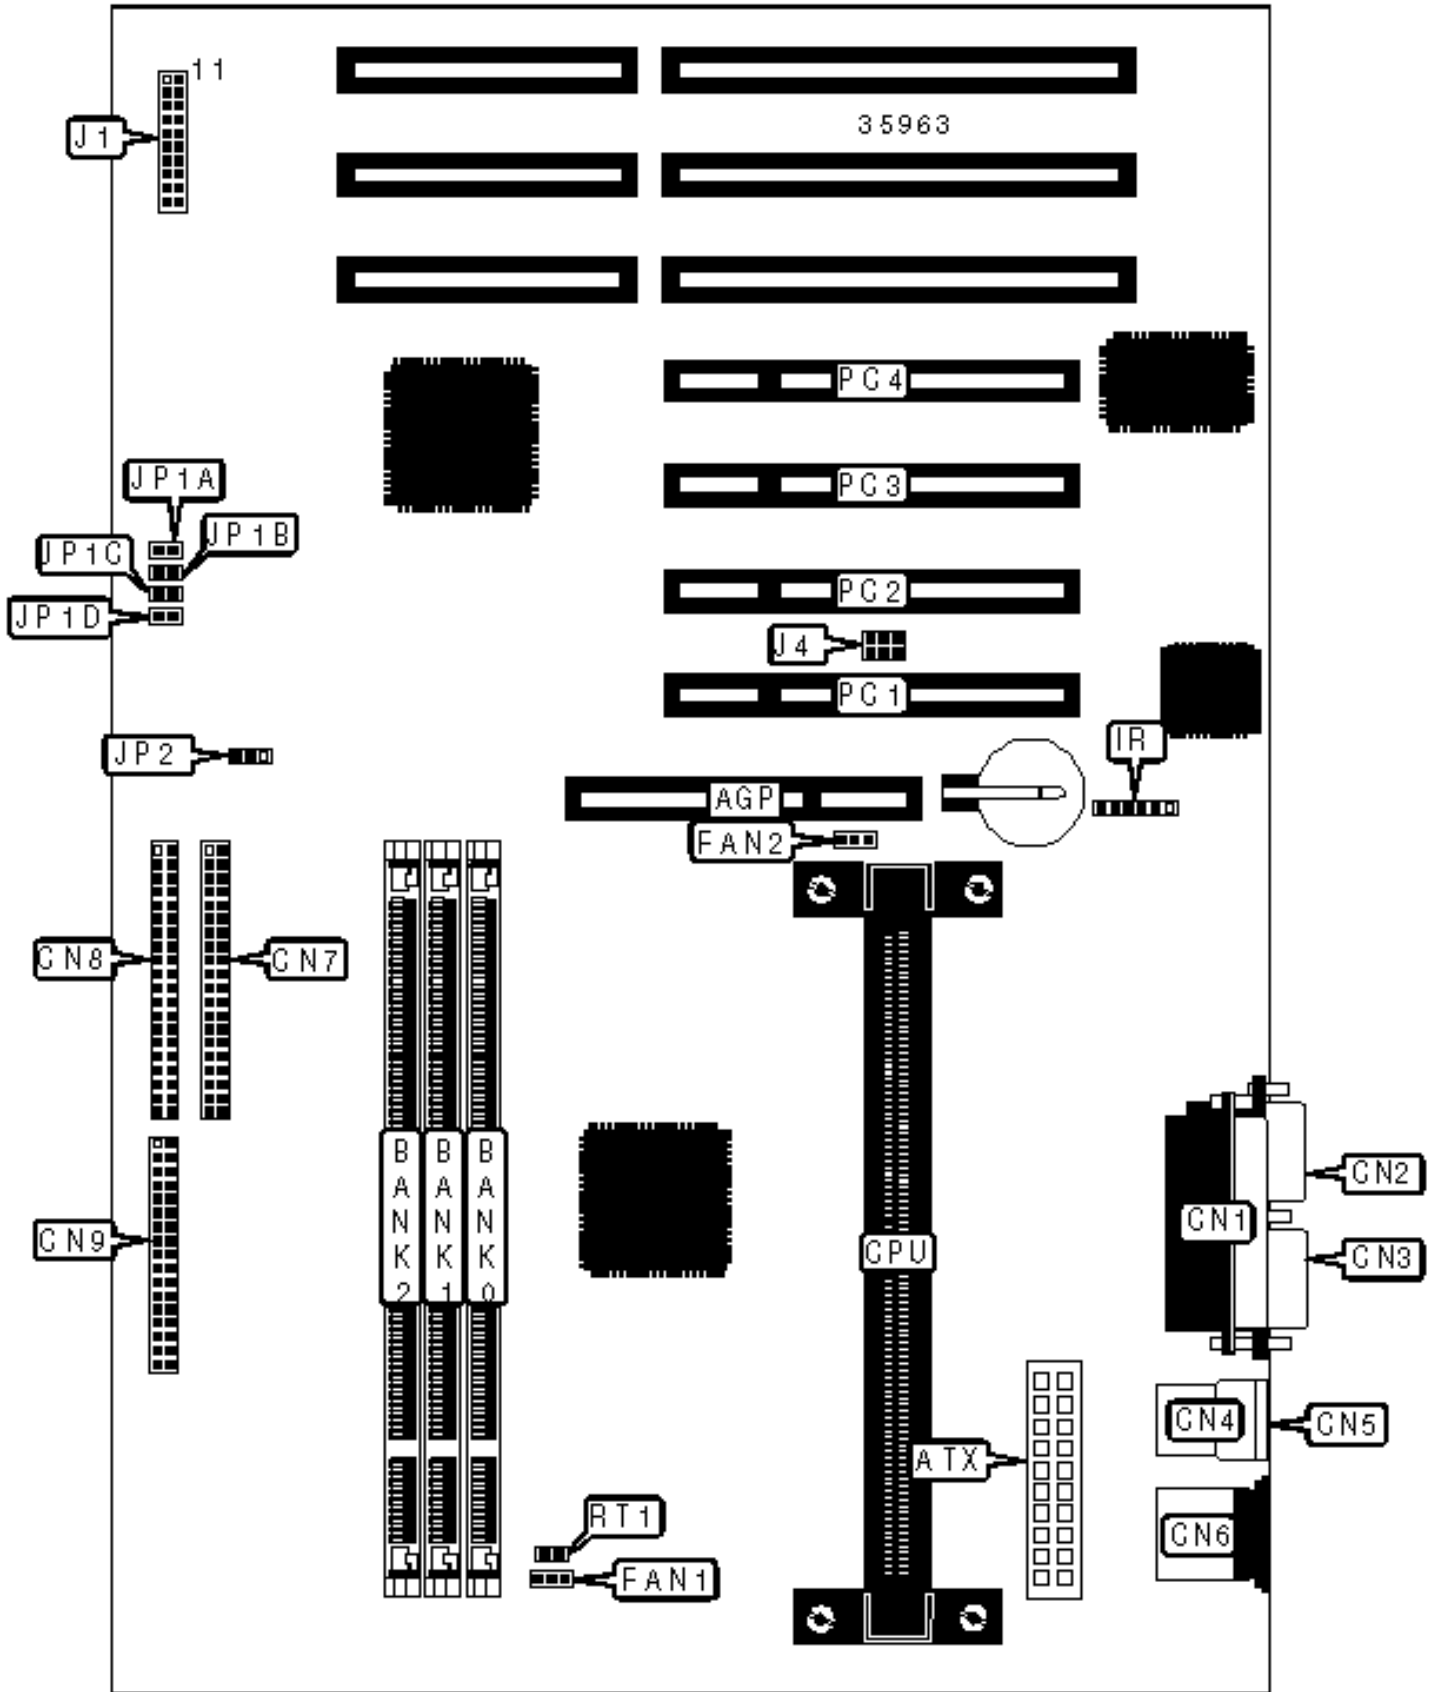 11
J1
35963
PC4
JP1A
PC3
JP1B
JP1C
PC2
JP1D
J4
PC1
IR
JP2
AGP
FAN2
CN8
CN7
BANK2
BANK1
BANK0
CN2
CN1
CN9
CPU
CN3
CN4
CN5
ATX
RT1
CN6
FAN1